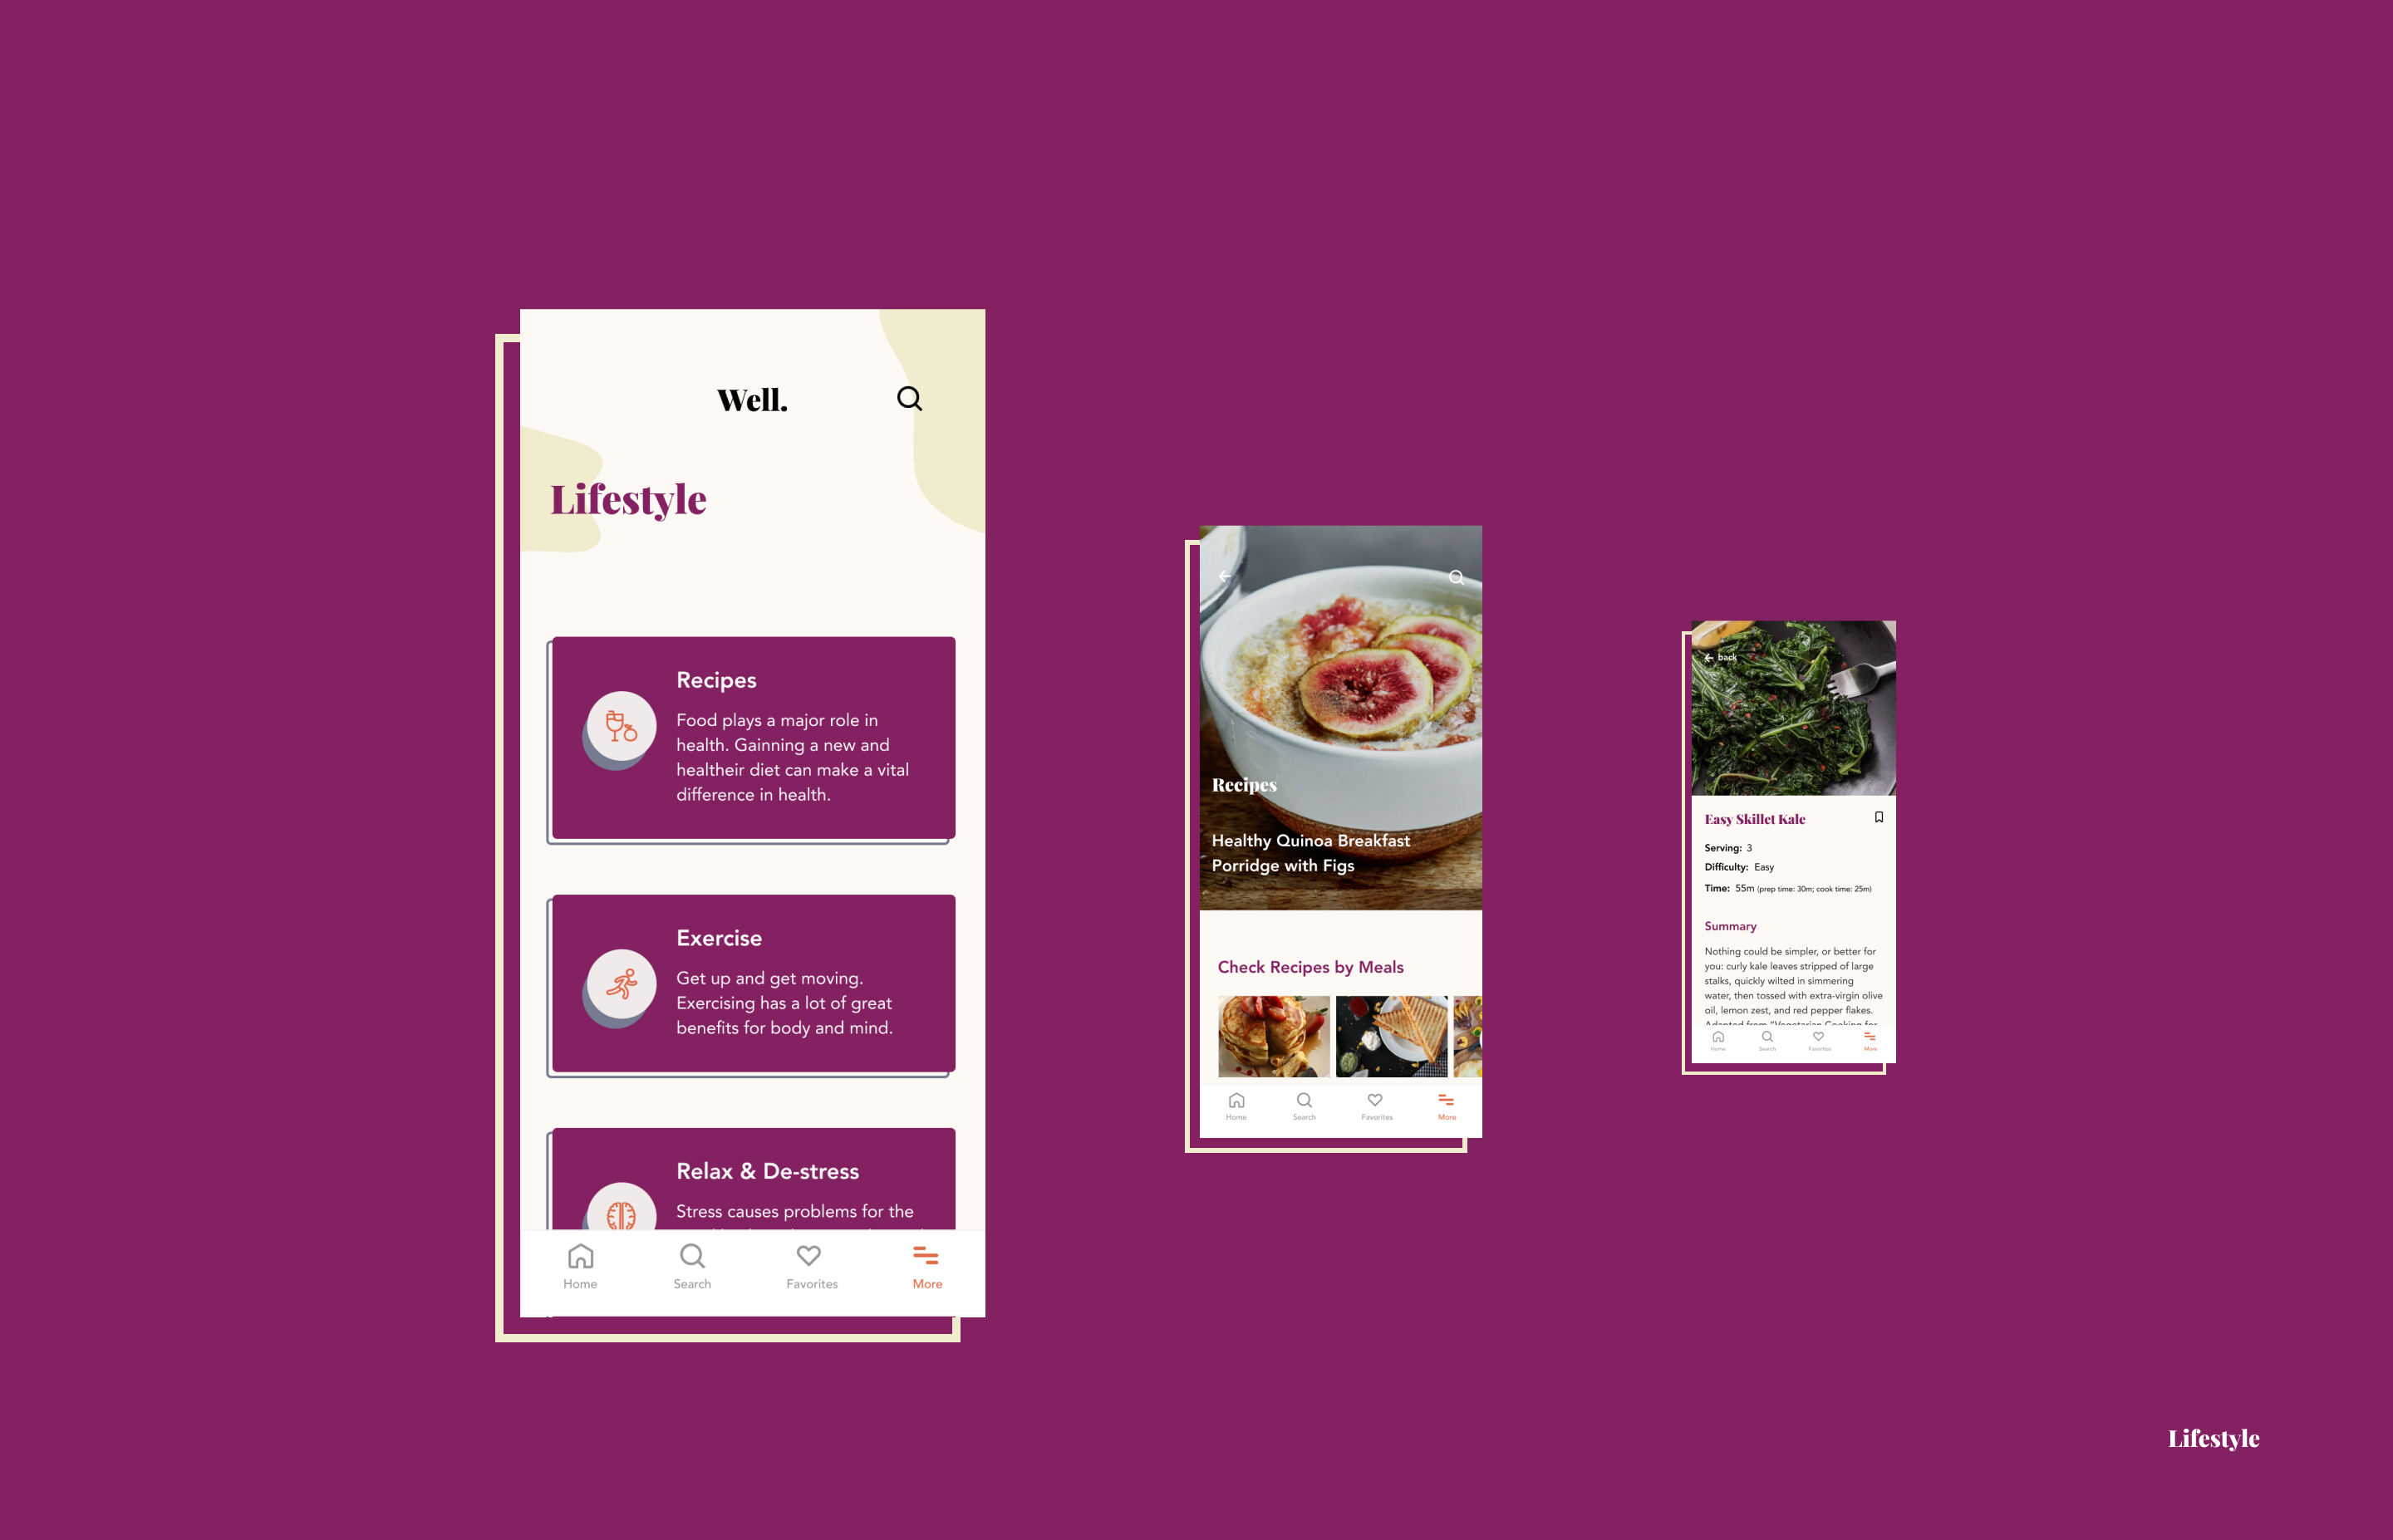 Well.
Lifestyle
Recipes
Food plays a major role in
health. Gainning a new and
healtheir diet can make a vital
difference in health.
Exercise
Get up and get moving.
Exercising has a lot of great
benefits for body and mind.
Relax & De-stress
Stress causes problems for the
Home
Search
Favorites
More
Recipes
Healthy Quinoa Breakfast
Porridge with Figs
Check Recipes by Meals
Home
Search
Favorites
More
back
Easy Skillet Kale
Serving: 3
Difficulty: Easy
Time: 55m (prep time: 30m; cook time: 25m)
Summary
Nothing could be simpler, or better for
you: curly kale leaves stripped of large
stalks, quickly wilted in simmering
water, then tossed with extra-virgin olive
oil, lemon zest, and red pepper flakes.
Adapted from "Vegetarian Cooking for
Home
Search
Favorites
More
Lifestyle